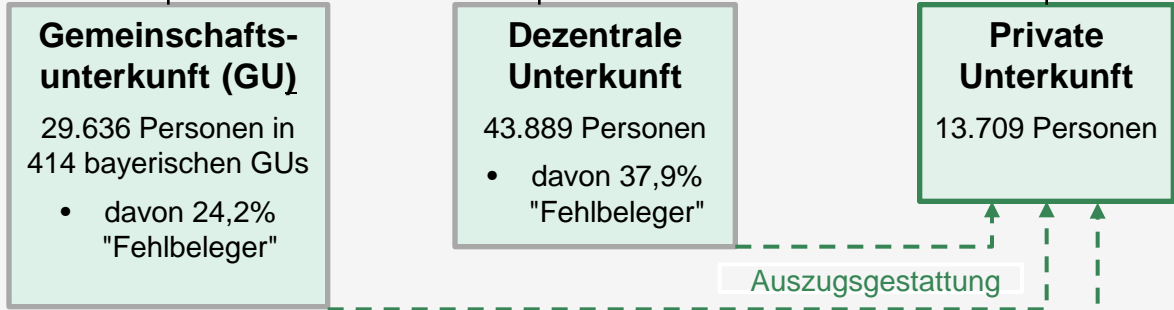 Gemeinschafts-
unterkunft (GU)
29.636 Personen in
414 bayerischen GUs
• davon 24,2%
"Fehlbeleger"
Dezentrale
Unterkunft
43.889 Personen
• davon 37,9%
"Fehlbeleger"
Private
Unterkunft
13.709 Personen
Auszugsgestattung